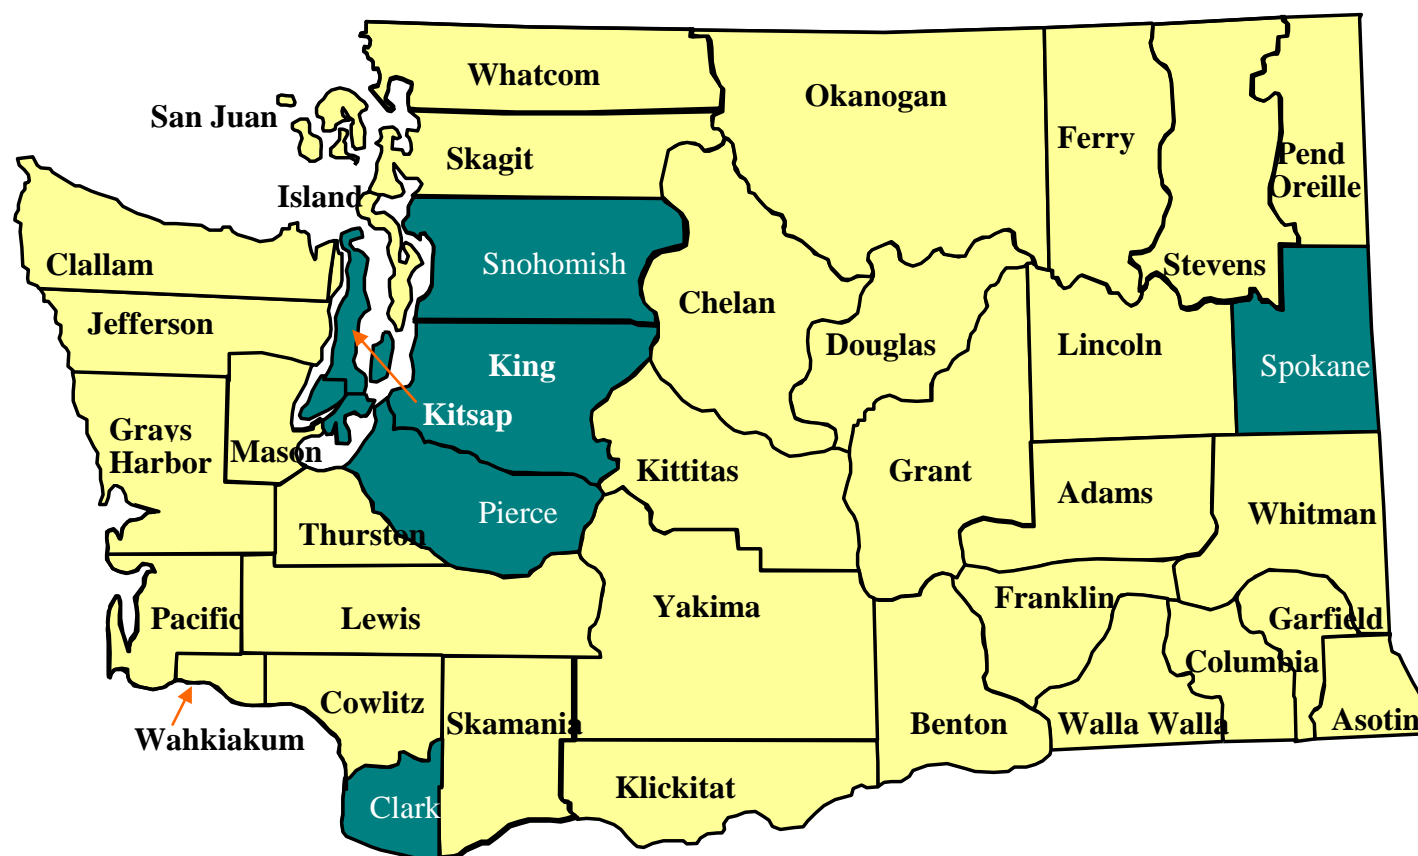 Whatcom
Okanogan
San Juan
Ferry
Skagit
Pend
Oreille
Island
Clallam
Snohomish
Stevens
Chelan
Jefferson
Douglas
Lincoln
King
Spokane
Kitsap
Grays
Harbor
Mason
Kittitas
Grant
Adams
Pierce
Whitman
Thurston
Franklin
Yakima
Pacific
Lewis
Garfield
Columbia
Cowlitz
Skamania
Benton
Walla Walla
Asotin
Wahkiakum
Klickitat
Clark